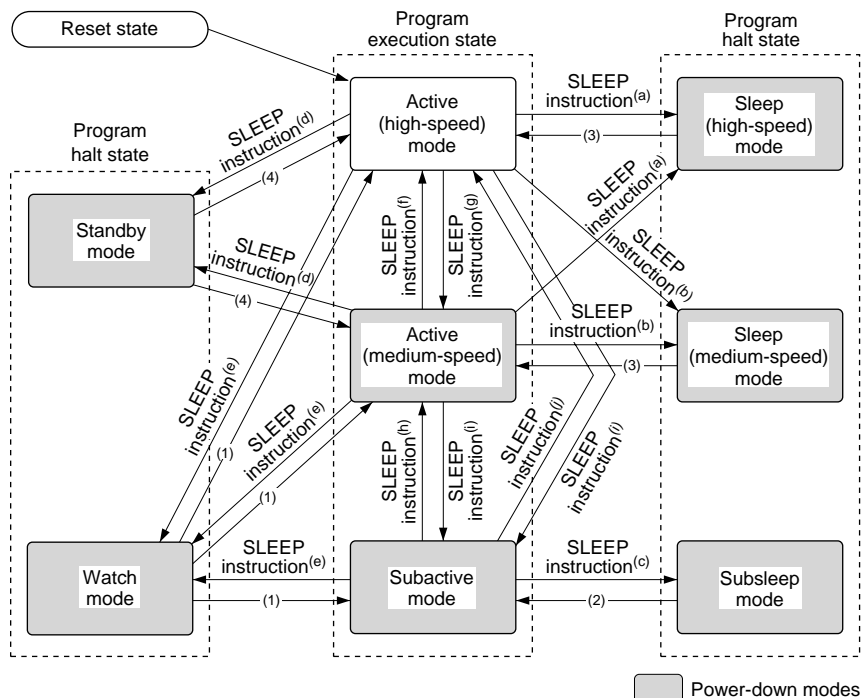 Reset state
Program
execution state
Program
halt state
Program
halt state
Active
(high-speed)
mode
SLEEP
instruction(a)
(3)
Sleep
(high-speed)
mode
SLEEP
instruction(d)
(4)
Standby
mode
SLEEP
instruction(d)
(4)
SLEEP
instruction(f)
SLEEP
instruction(g)
SLEEP
instruction(a)
SLEEP
instruction(b)
Active
(medium-speed)
mode
SLEEP
instruction(b)
(3)
Sleep
(medium-speed)
mode
SLEEP
instruction(e)
(1)
SLEEP
instruction(e)
(1)
SLEEP
instruction(h)
SLEEP
instruction(i)
SLEEP
instruction(j)
SLEEP
instruction(i)
Watch
mode
SLEEP
instruction(e)
(1)
Subactive
mode
SLEEP
instruction(c)
(2)
Subsleep
mode
Power-down modes